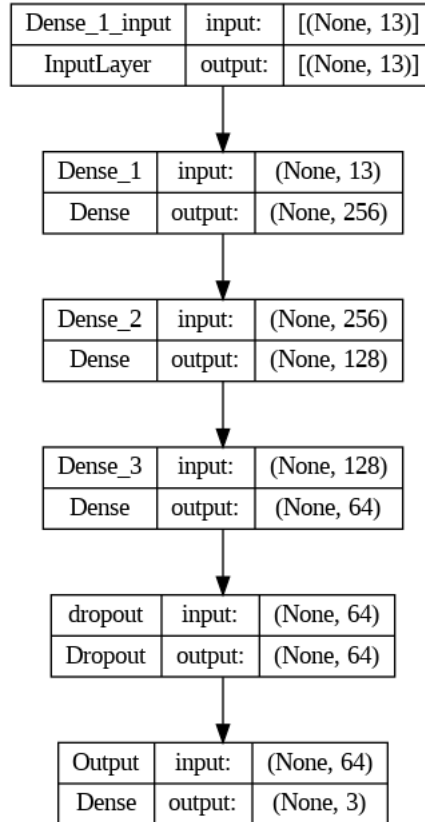 Dense_1_input input: [(None, 13)]
InputLayer output: [(None, 13)]
Dense_1 input: (None, 13)
Dense output: (None, 256)
Dense_2 input: (None, 256)
Dense output: (None, 128)
Dense_3 input: (None, 128)
Dense output: (None, 64)
dropout input: (None, 64)
Dropout output: (None, 64)
Output input: (None, 64)
Dense output: (None, 3)